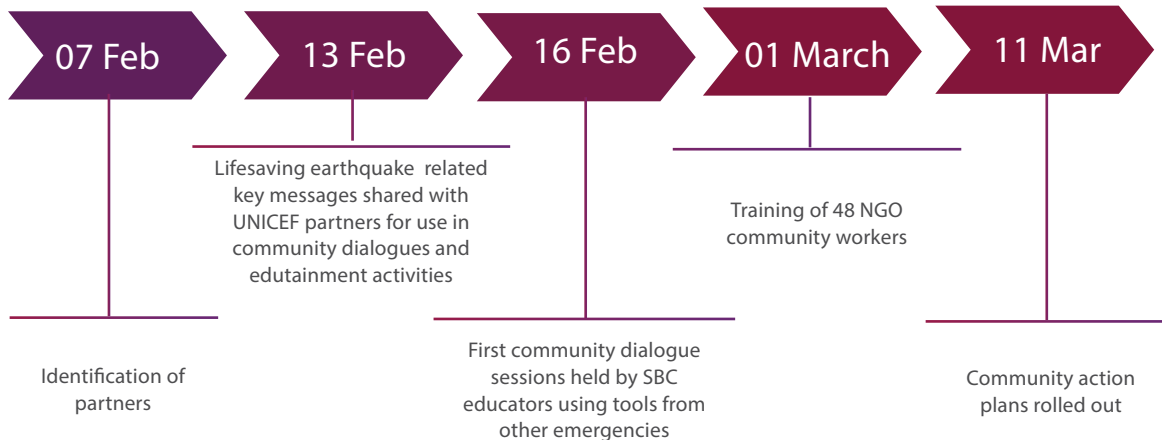 07 Feb
13 Feb
16 Feb
01 March
11 Mar
Lifesaving earthquake related
key messages shared with
UNICEF partners for use in
community dialogues and
edutainment activities
Training of 48 NGO
community workers
Identification of
partners
First community dialogue
sessions held by SBC
educators using tools from
other emergencies
Community action
plans rolled out